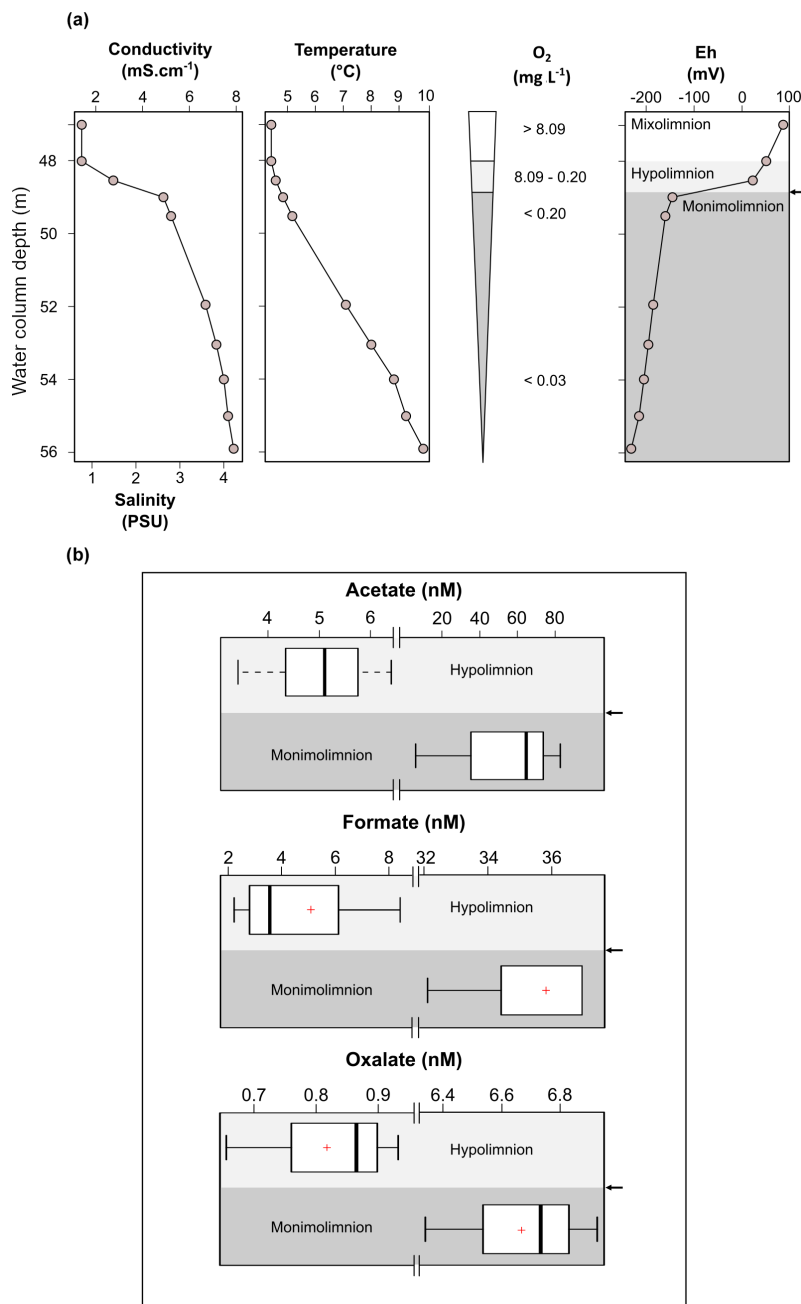 (a)
Conductivity
(mS.cm⁻¹)
Temperature
(°C)
O₂
(mg L⁻¹)
Eh
(mV)
2 4 6 8
5 6 7 8 9 10
-200 -100 0 100
Water column depth (m)
48
50
52
54
56
> 8.09
8.09 - 0.20
< 0.20
< 0.03
Mixolimnion
Hypolimnion
Monimolimnion
1 2 3 4
Salinity
(PSU)
(b)
Acetate (nM)
4 5 6 20 40 60 80
Hypolimnion
Monimolimnion
Formate (nM)
2 4 6 8 32 34 36
Hypolimnion
Monimolimnion
Oxalate (nM)
0.7 0.8 0.9 6.4 6.6 6.8
Hypolimnion
Monimolimnion